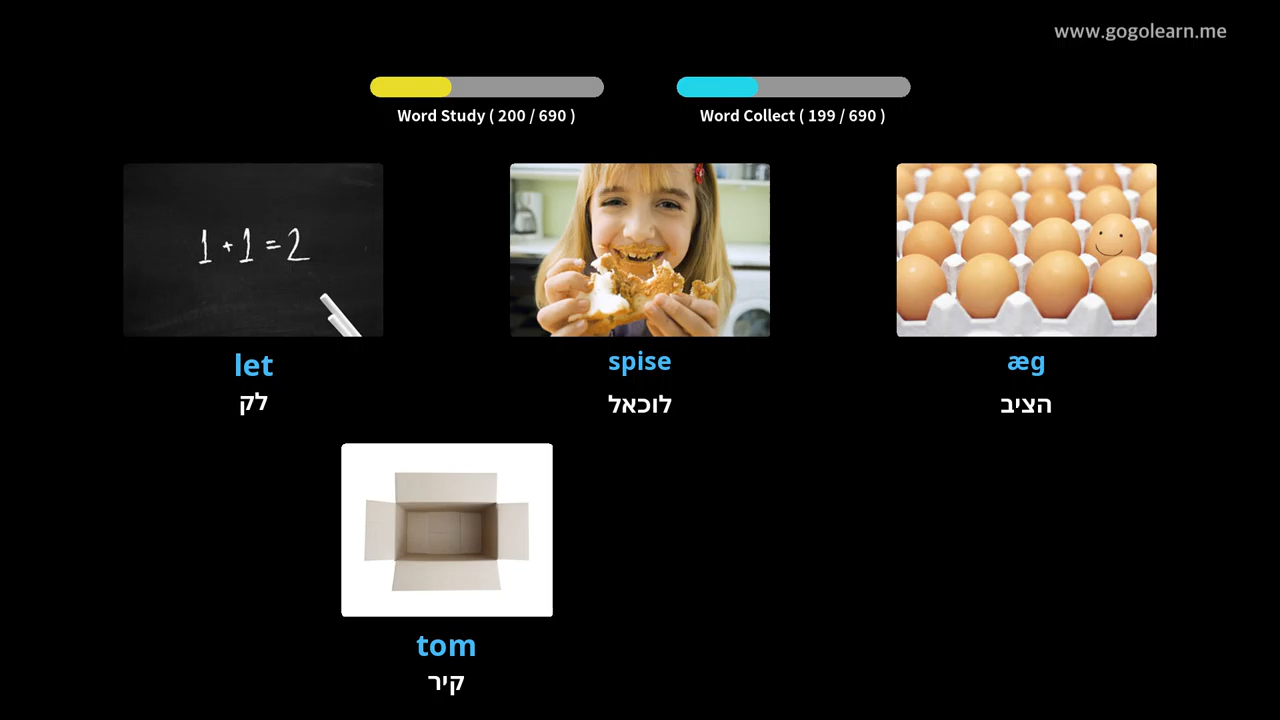 www.gogolearn.me
Word Study ( 200 / 690 )
Word Collect ( 199 / 690 )
1 + 1 = 2
let
לק
spise
לוכאל
æg
הציב
tom
קיר